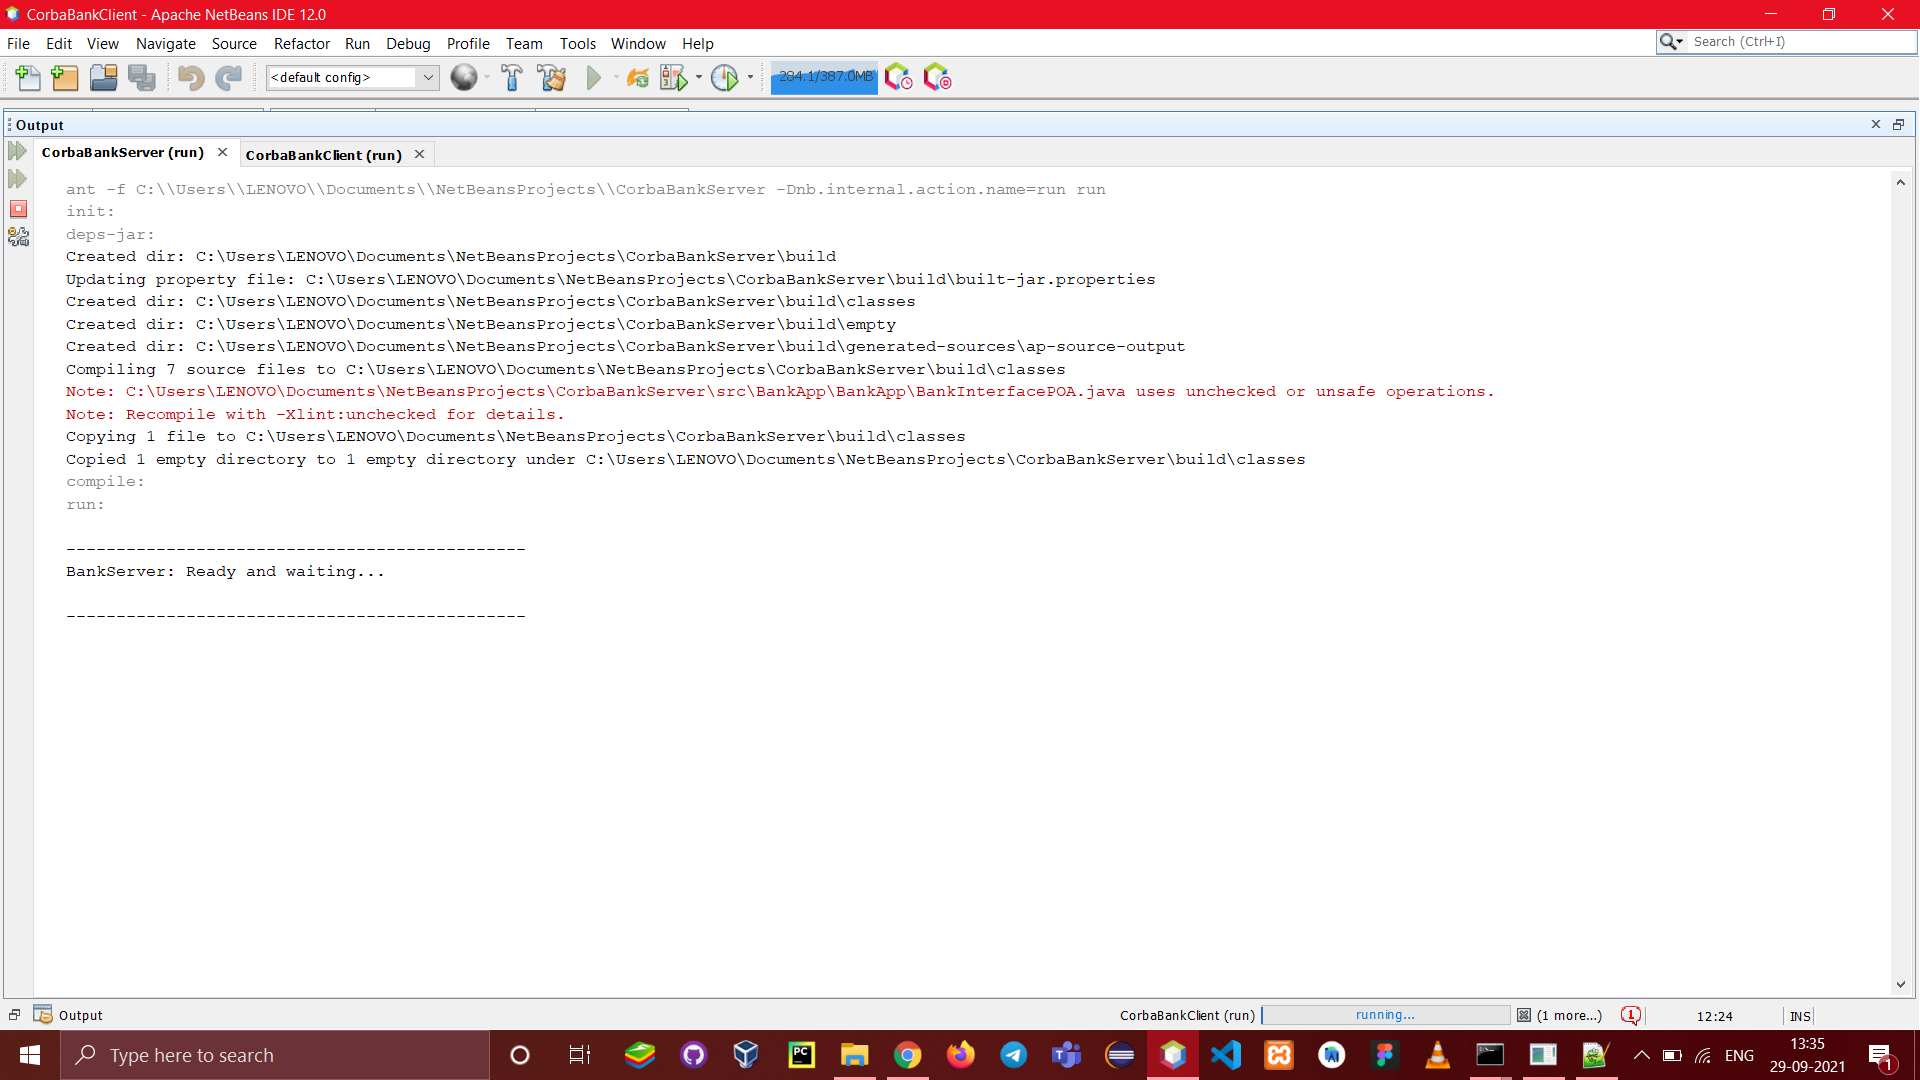 CorbaBankClient - Apache NetBeans IDE 12.0
File Edit View Navigate Source Refactor Run Debug Profile Team Tools Window Help
Search (Ctrl+I)
<default config>
284.1/387.0MB
Output
CorbaBankServer (run) CorbaBankClient (run)
ant -f C:\\Users\\LENOVO\\Documents\\NetBeansProjects\\CorbaBankServer -Dnb.internal.action.name=run run
init:
deps-jar:
Created dir: C:\Users\LENOVO\Documents\NetBeansProjects\CorbaBankServer\build
Updating property file: C:\Users\LENOVO\Documents\NetBeansProjects\CorbaBankServer\build\built-jar.properties
Created dir: C:\Users\LENOVO\Documents\NetBeansProjects\CorbaBankServer\build\classes
Created dir: C:\Users\LENOVO\Documents\NetBeansProjects\CorbaBankServer\build\empty
Created dir: C:\Users\LENOVO\Documents\NetBeansProjects\CorbaBankServer\build\generated-sources\ap-source-output
Compiling 7 source files to C:\Users\LENOVO\Documents\NetBeansProjects\CorbaBankServer\build\classes
Note: C:\Users\LENOVO\Documents\NetBeansProjects\CorbaBankServer\src\BankApp\BankApp\BankInterfacePOA.java uses unchecked or unsafe operations.
Note: Recompile with -Xlint:unchecked for details.
Copying 1 file to C:\Users\LENOVO\Documents\NetBeansProjects\CorbaBankServer\build\classes
Copied 1 empty directory to 1 empty directory under C:\Users\LENOVO\Documents\NetBeansProjects\CorbaBankServer\build\classes
compile:
run:
----------------------------------------------
BankServer: Ready and waiting...
----------------------------------------------
Output
CorbaBankClient (run) running... (1 more...) 1 12:24 INS
Type here to search
PC
ENG
13:35
29-09-2021
1